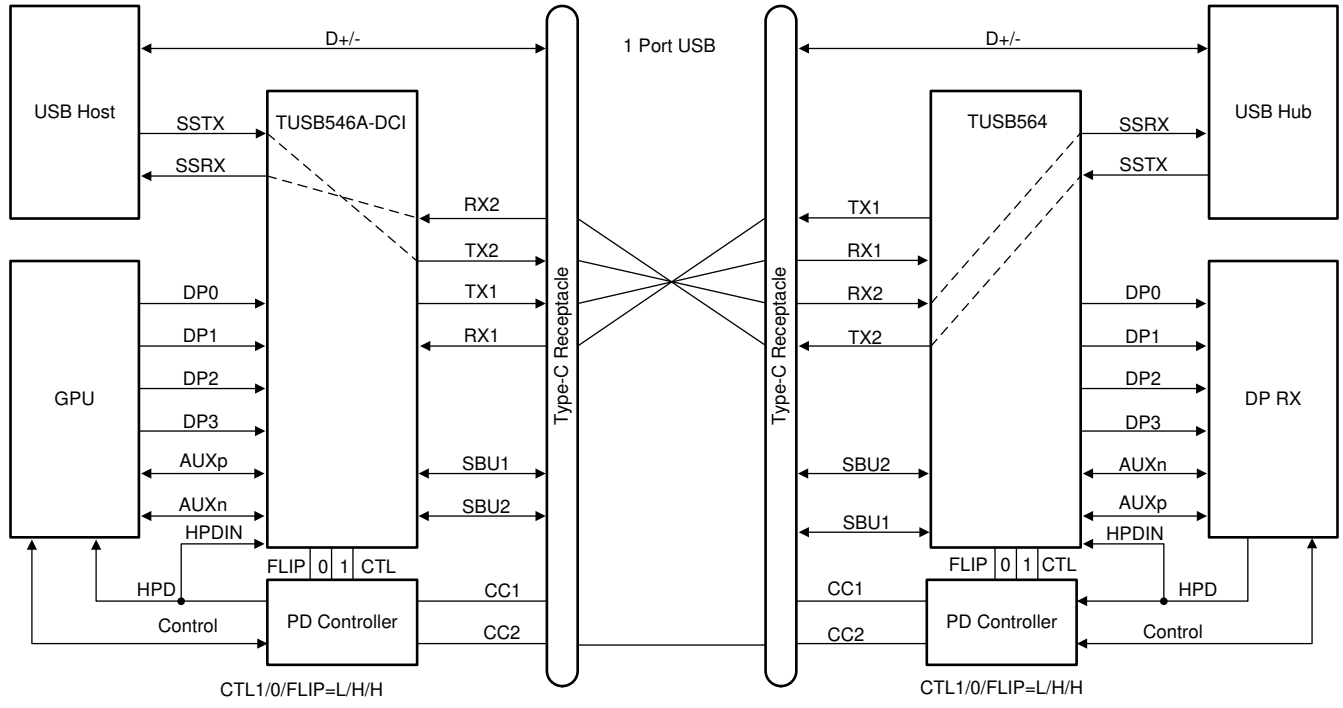 D+/-
1 Port USB
D+/-
USB Host
TUSB546A-DCI
TUSB564
USB Hub
SSTX
SSRX
SSRX
SSTX
RX2
TX1
TX2
RX1
TX1
RX2
RX1
TX2
Type-C Receptacle
Type-C Receptacle
GPU
DP0
DP1
DP2
DP3
AUXp
AUXn
HPDIN
SBU1
SBU2
SBU2
SBU1
DP0
DP1
DP2
DP3
AUXn
AUXp
HPDIN
DP RX
FLIP 0 1 CTL
FLIP 0 1 CTL
HPD
Control
PD Controller
CC1
CC2
CC1
CC2
PD Controller
HPD
Control
CTL1/0/FLIP=L/H/H
CTL1/0/FLIP=L/H/H